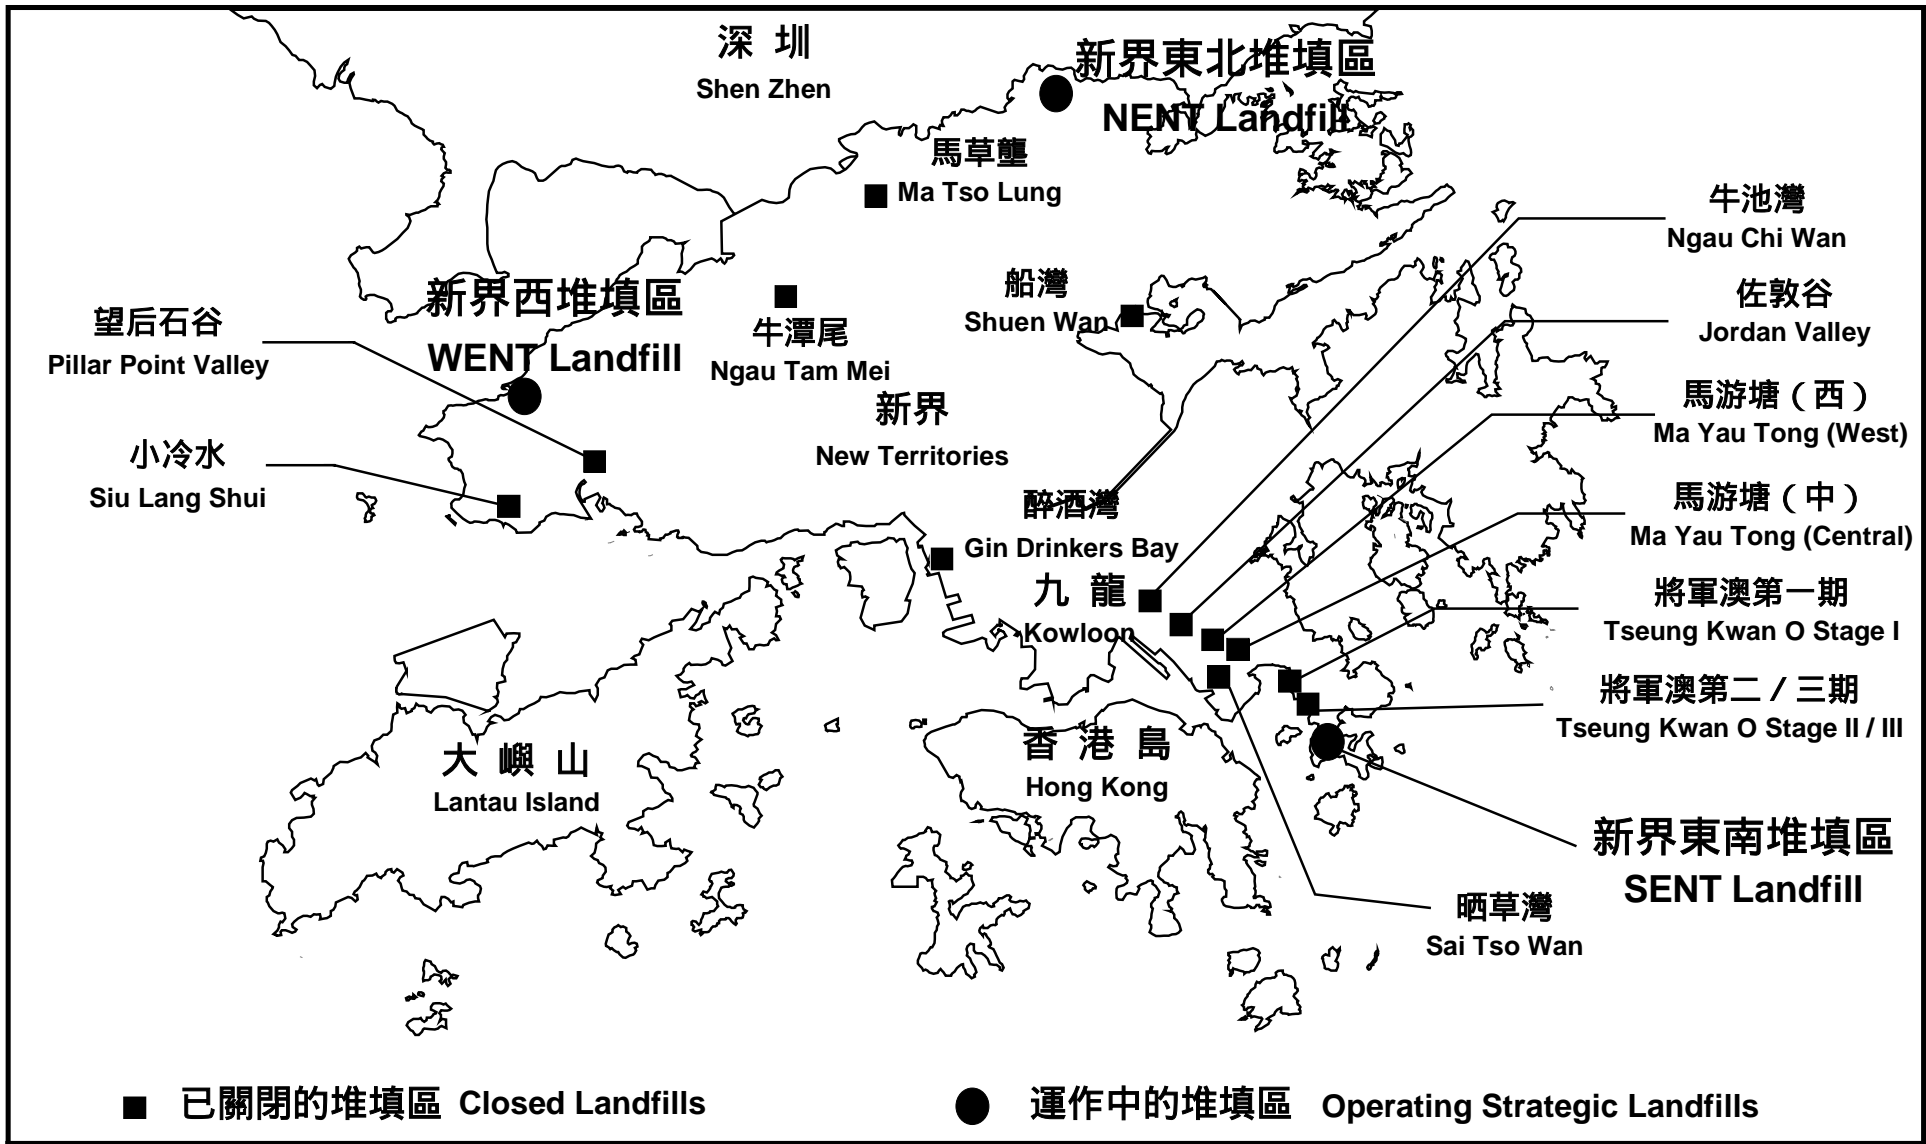 深 圳
Shen Zhen
新界東北堆填區
NENT Landfill
馬草壟
Ma Tso Lung
牛池灣
Ngau Chi Wan
船灣
Shuen Wan
新界西堆填區
WENT Landfill
望后石谷
Pillar Point Valley
牛潭尾
Ngau Tam Mei
佐敦谷
Jordan Valley
新界
New Territories
馬游塘（西）
Ma Yau Tong (West)
小冷水
Siu Lang Shui
醉酒灣
Gin Drinkers Bay
馬游塘（中）
Ma Yau Tong (Central)
九 龍
Kowloon
將軍澳第一期
Tseung Kwan O Stage I
將軍澳第二 / 三期
Tseung Kwan O Stage II / III
大 嶼 山
Lantau Island
香 港 島
Hong Kong
新界東南堆填區
SENT Landfill
晒草灣
Sai Tso Wan
已關閉的堆填區 Closed Landfills
運作中的堆填區 Operating Strategic Landfills